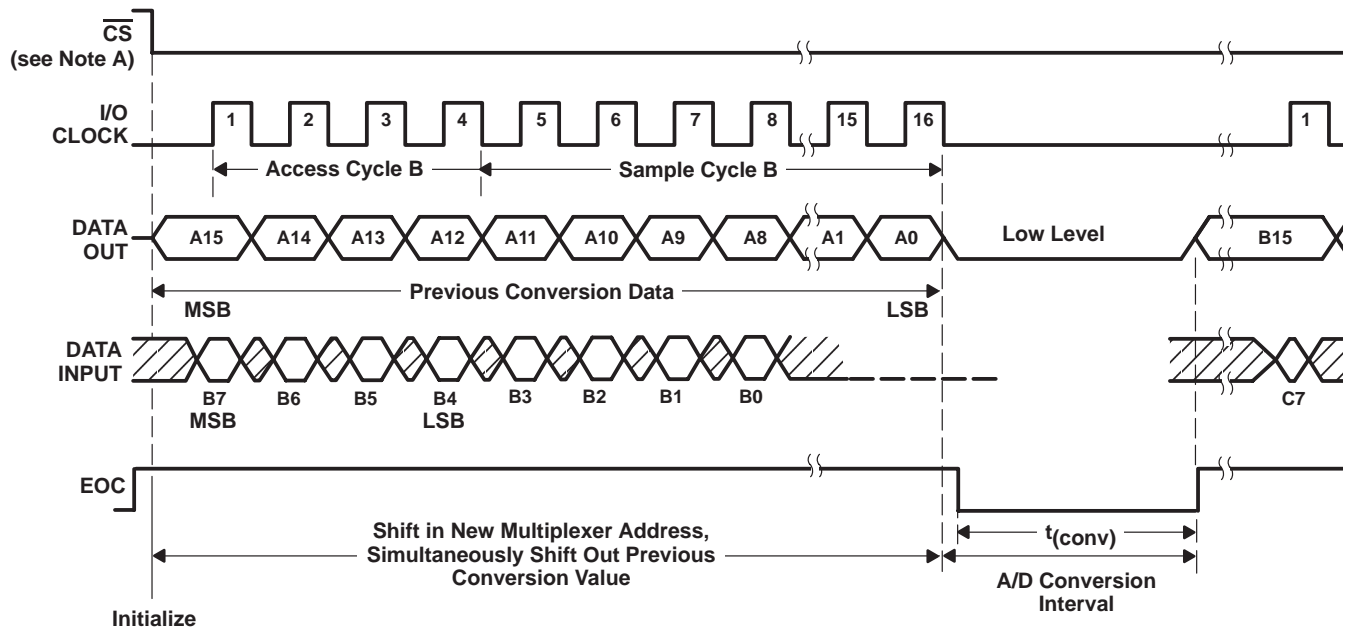 CS
(see Note A)
I/O
CLOCK
1 2 3 4 5 6 7 8 15 16 1
Access Cycle B Sample Cycle B
DATA
OUT
A15 A14 A13 A12 A11 A10 A9 A8 A1 A0 Low Level B15
Previous Conversion Data
MSB LSB
DATA
INPUT
B7 B6 B5 B4 B3 B2 B1 B0 C7
MSB LSB
EOC
Shift in New Multiplexer Address,
Simultaneously Shift Out Previous
Conversion Value
t(conv)
A/D Conversion
Interval
Initialize